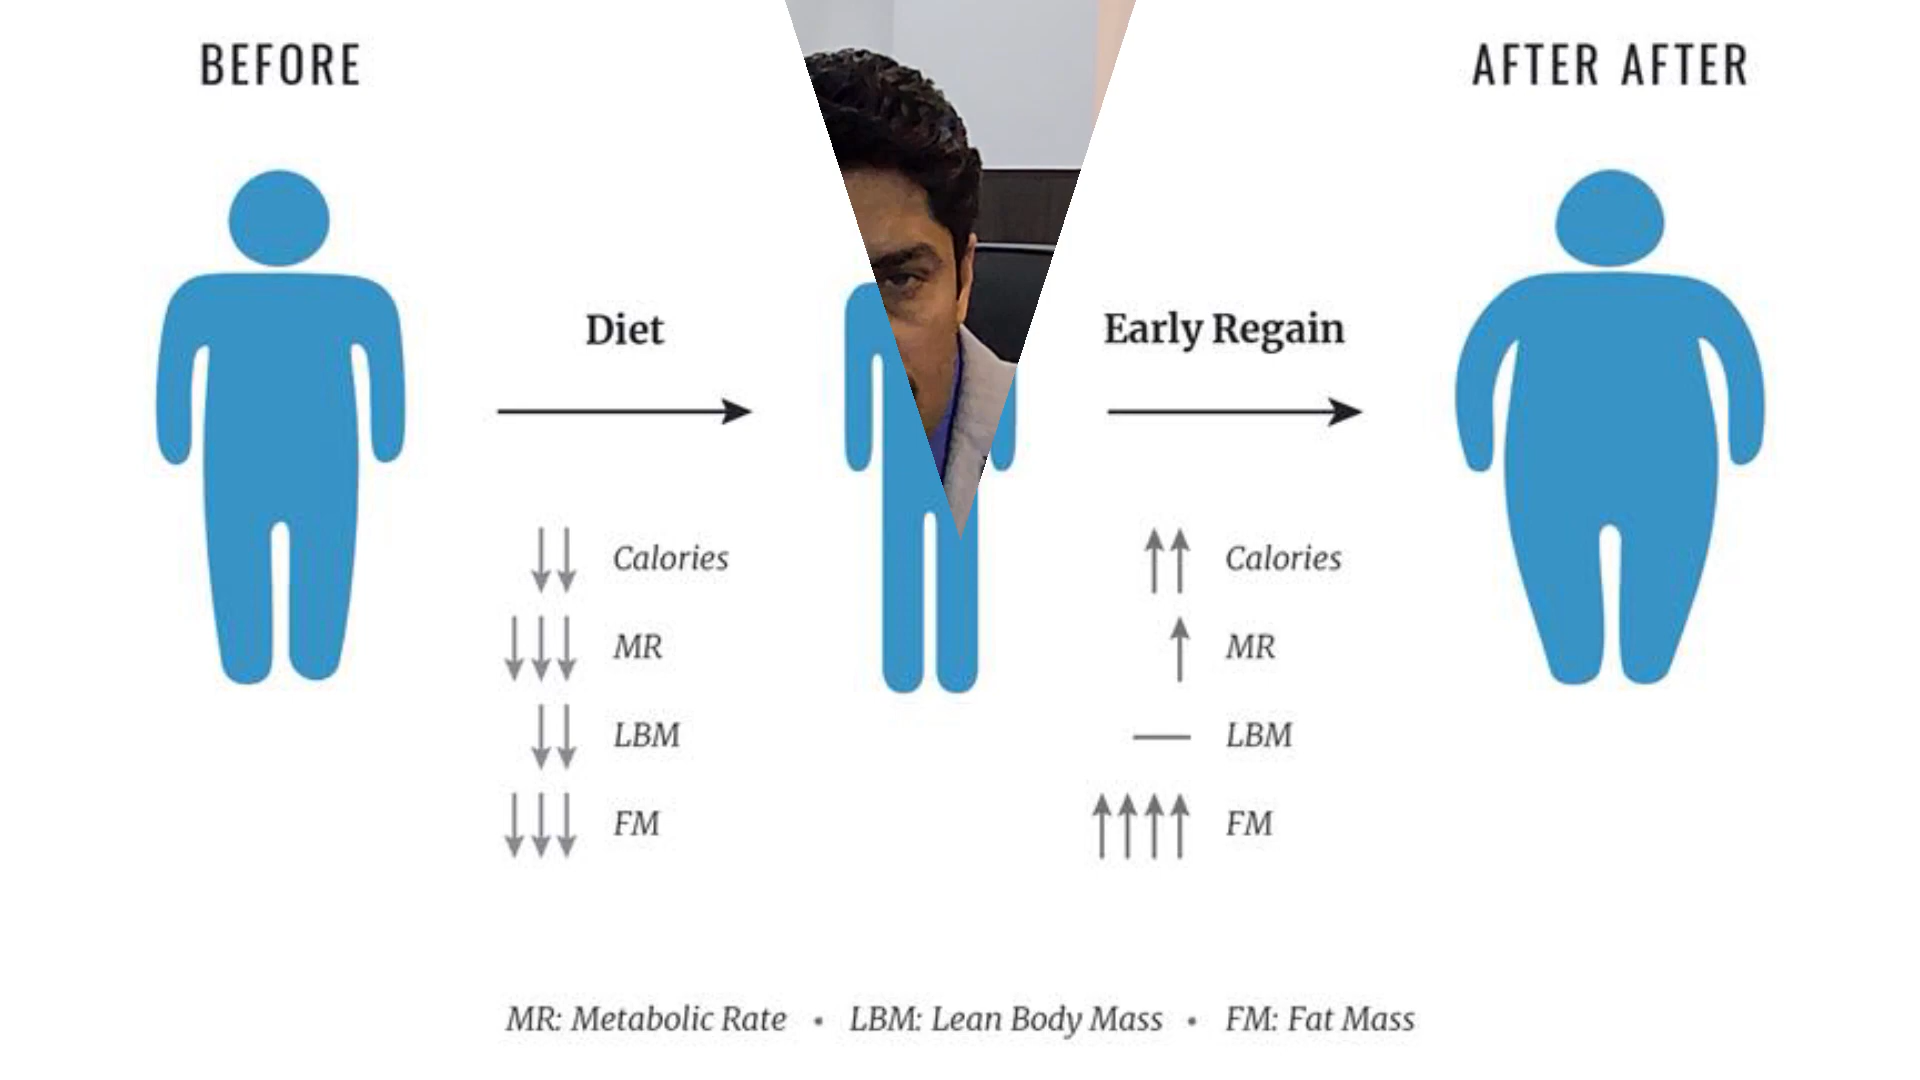 BEFORE
AFTER AFTER
Diet
Early Regain
Calories
MR
LBM
FM
Calories
MR
LBM
FM
MR: Metabolic Rate • LBM: Lean Body Mass • FM: Fat Mass